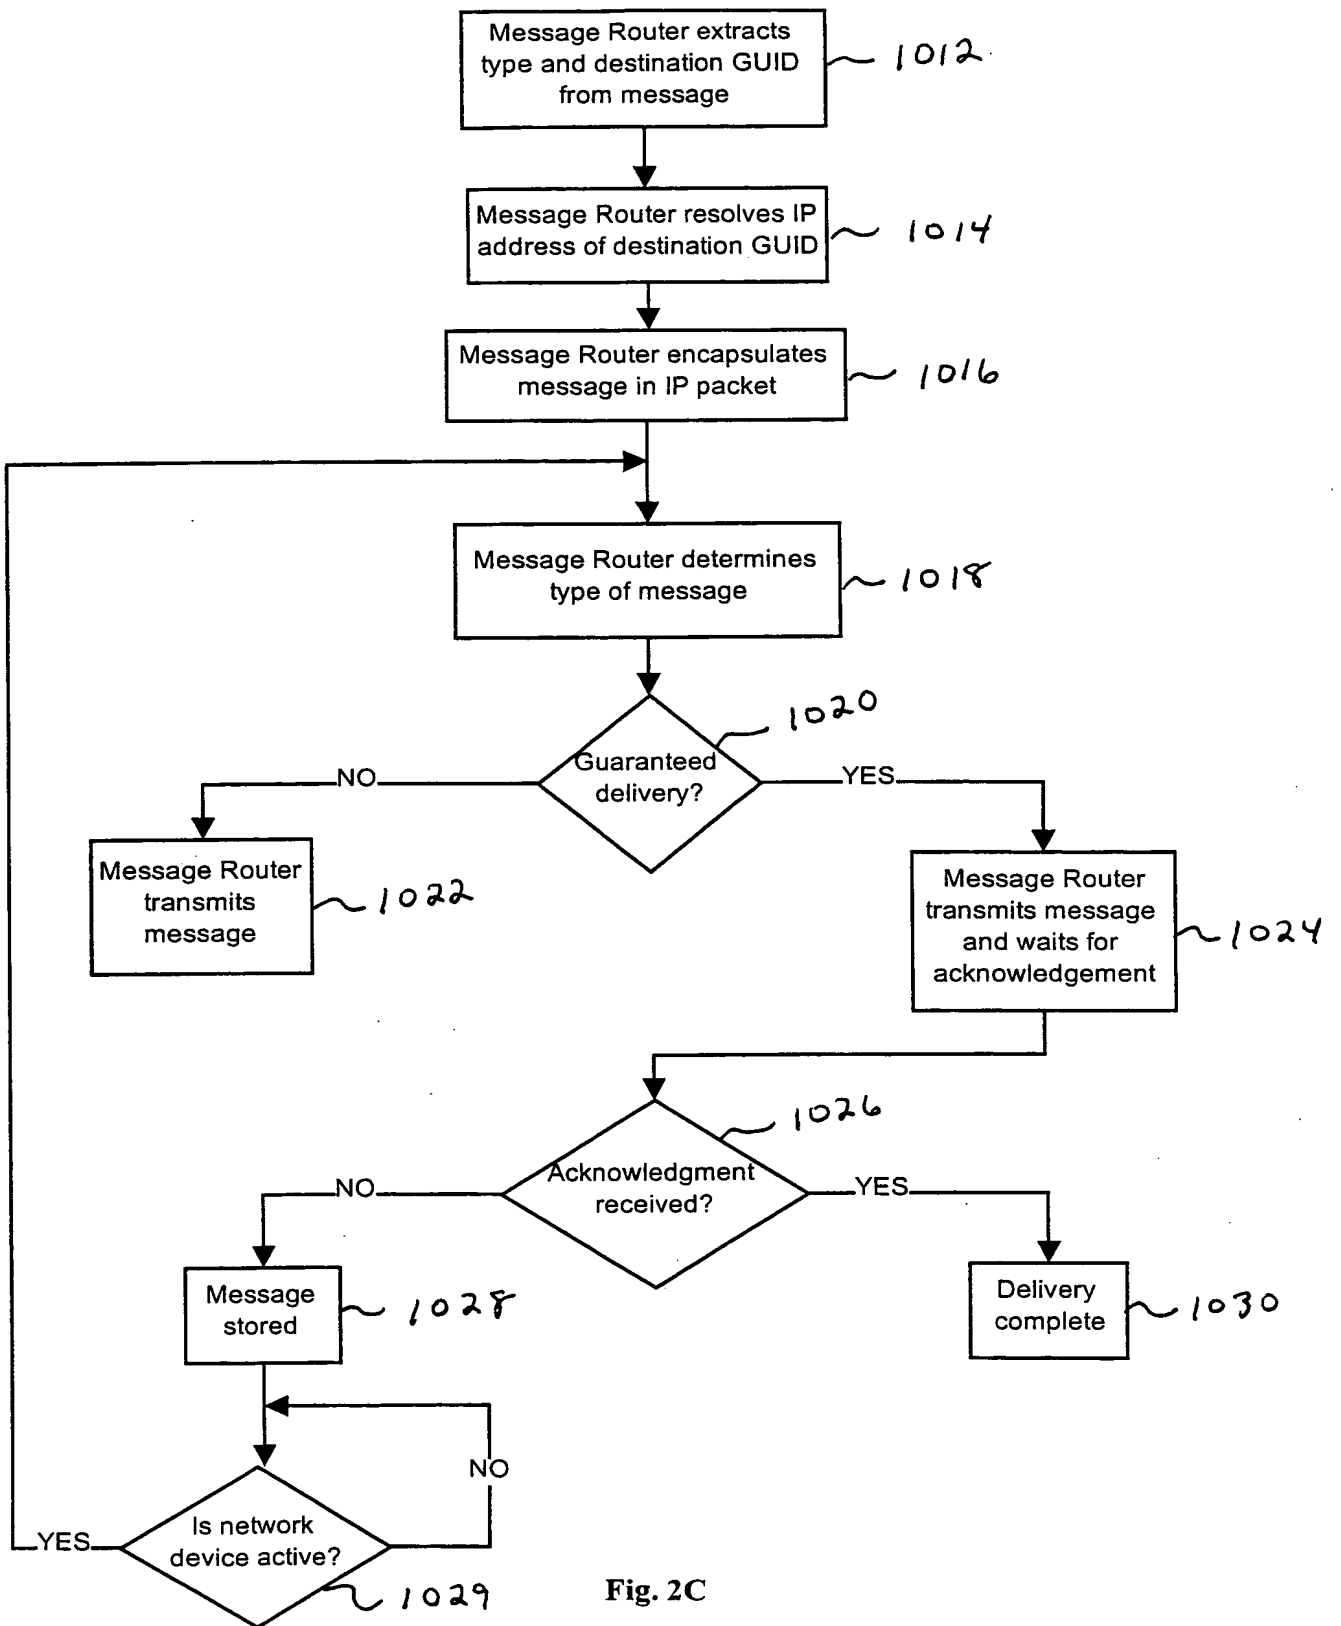 Message Router extracts
type and destination GUID
from message
1012
Message Router resolves IP
address of destination GUID
1014
Message Router encapsulates
message in IP packet
1016
Message Router determines
type of message
1018
1020
Guaranteed
delivery?
NO
YES
Message Router
transmits
message
1022
Message Router
transmits message
and waits for
acknowledgement
1024
1026
Acknowledgment
received?
NO
YES
Message
stored
1028
Delivery
complete
1030
NO
Is network
device active?
YES
1029
Fig. 2C